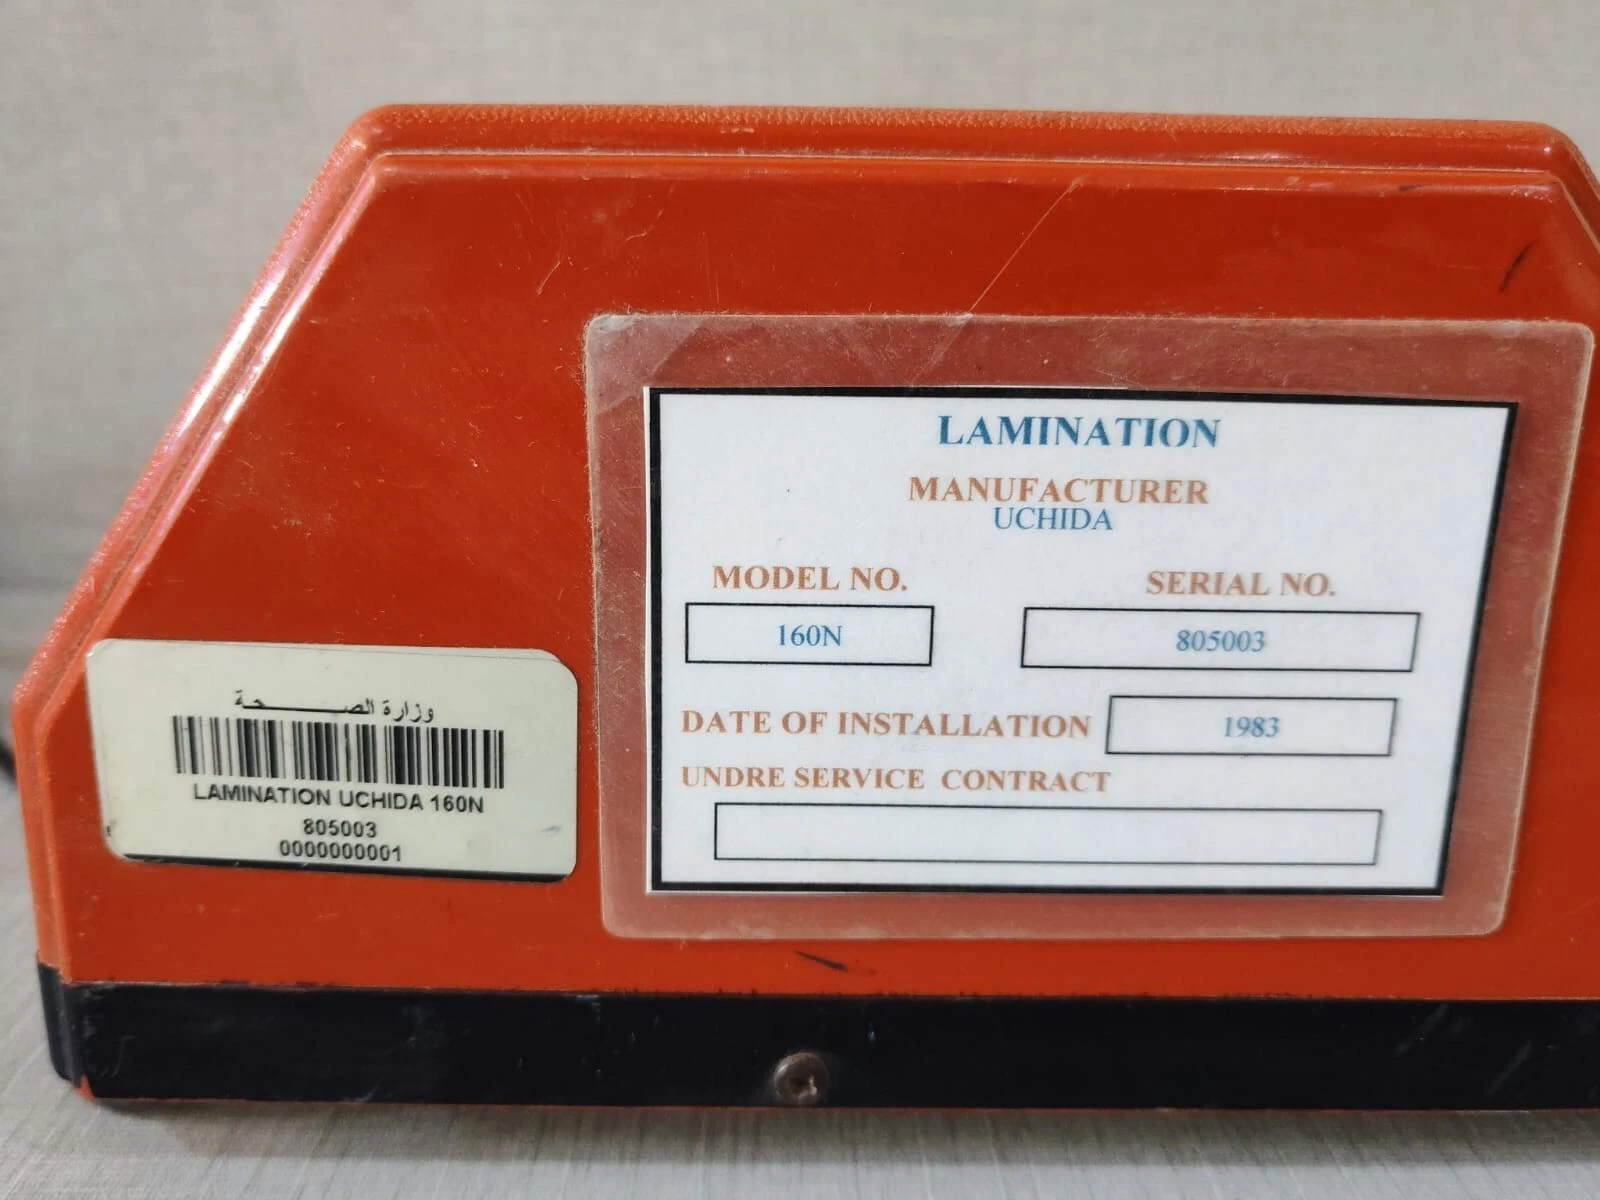 LAMINATION
MANUFACTURER
UCHIDA
MODEL NO.
SERIAL NO.
160N
805003
DATE OF INSTALLATION
1983
UNDRE SERVICE CONTRACT
وزارة الصـــــــحة
LAMINATION UCHIDA 160N
805003
0000000001